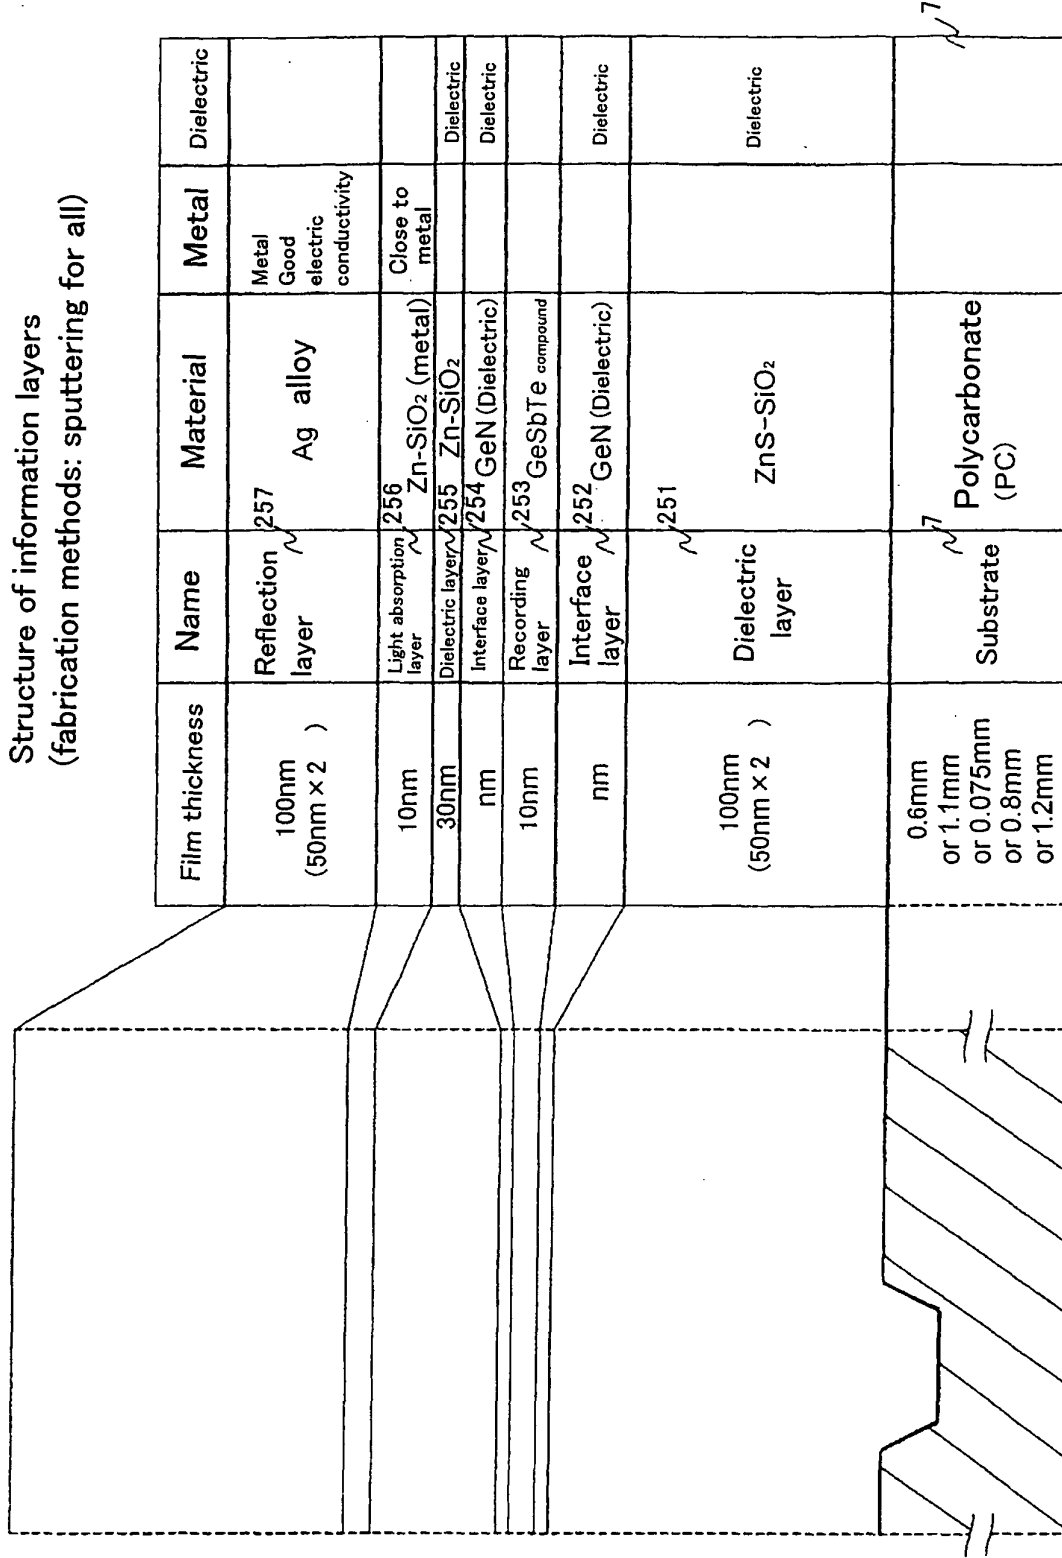 Structure of information layers
(fabrication methods: sputtering for all)
Film thickness Name Material Metal Dielectric
100nm
(50nm × 2 )
Reflection
layer
257
Ag alloy
Metal
Good
electric
conductivity
10nm
Light absorption
layer
256
Zn-SiO2 (metal)
Close to
metal
30nm Dielectric layer 255 Zn-SiO2 Dielectric
nm Interface layer 254 GeN (Dielectric) Dielectric
10nm
Recording
layer
253
GeSbTe compound
nm
Interface
layer
252
GeN (Dielectric)
Dielectric
100nm
(50nm × 2 )
Dielectric
layer
251
ZnS-SiO2
Dielectric
0.6mm
or 1.1mm
or 0.075mm
or 0.8mm
or 1.2mm
Substrate
7
Polycarbonate
(PC)
7